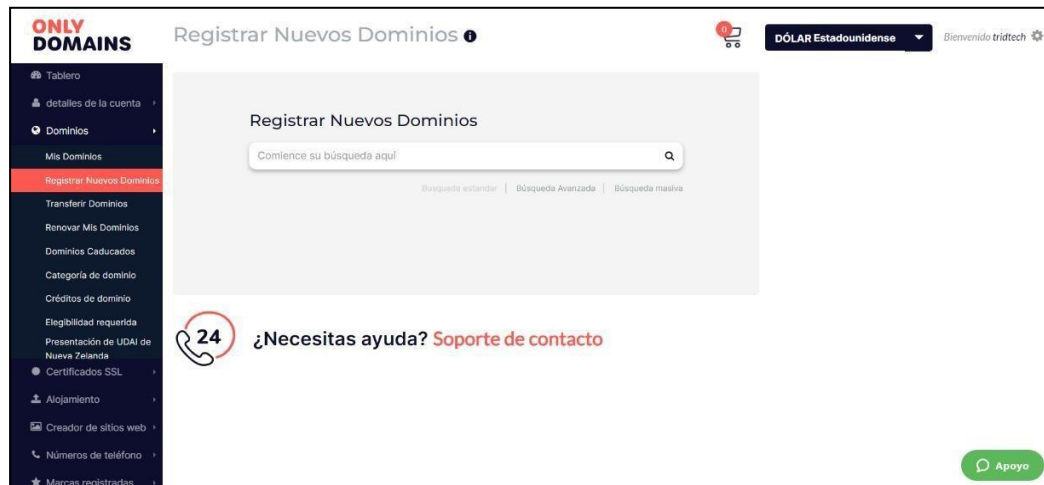 ONLY
DOMAINS
Registrar Nuevos Dominios
0
DÓLAR Estadounidense
Bienvenido tridtech
Tablero
detalles de la cuenta
Dominios
Mis Dominios
Registrar Nuevos Dominios
Transferir Dominios
Renovar Mis Dominios
Dominios Caducados
Categoría de dominio
Créditos de dominio
Elegibilidad requerida
Presentación de UDAI de
Nueva Zelanda
Certificados SSL
Alojamiento
Creador de sitios web
Números de teléfono
Marcas registradas
Registrar Nuevos Dominios
Comience su búsqueda aquí
Busqueda estandar | Búsqueda Avanzada | Búsqueda masiva
24
¿Necesitas ayuda? Soporte de contacto
Apoyo